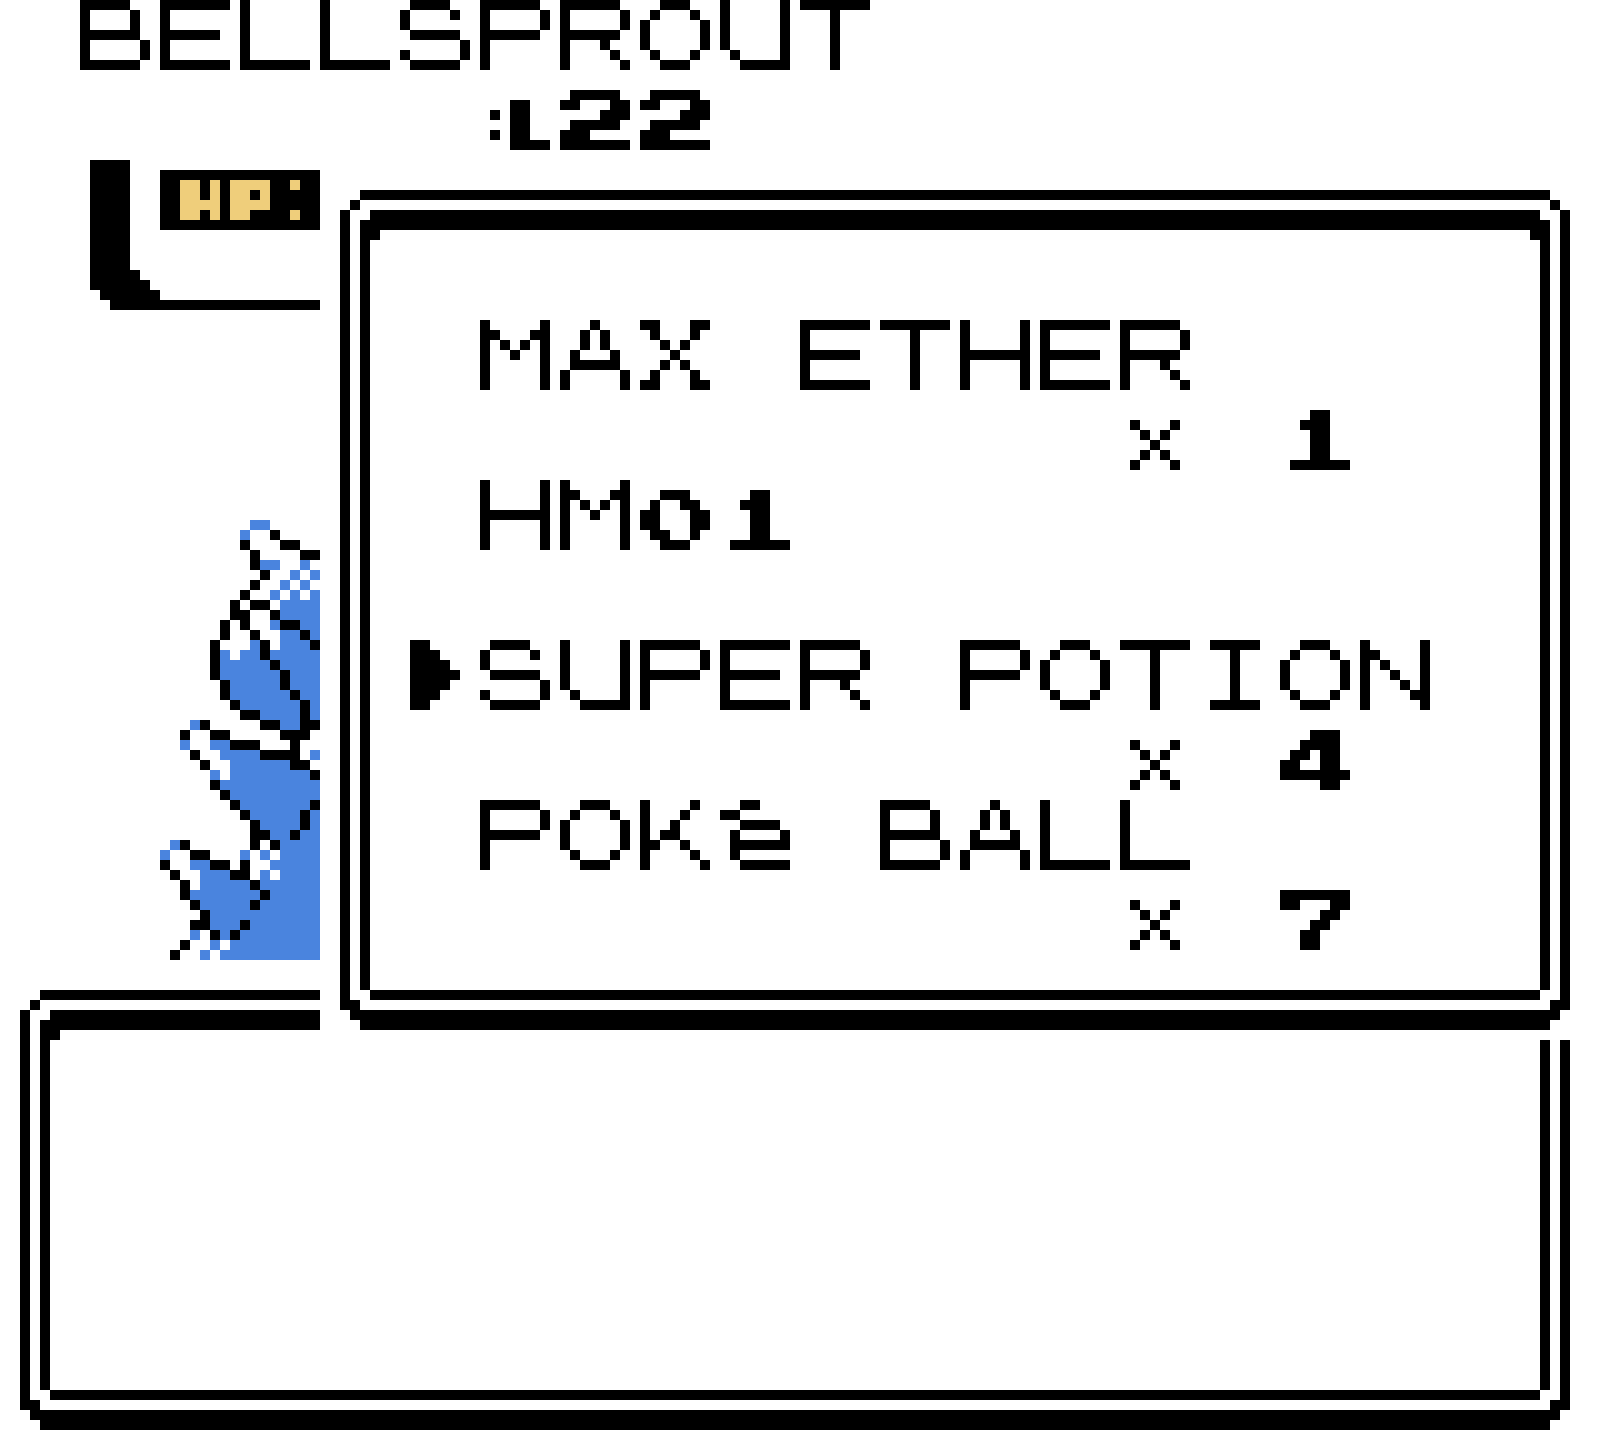 BELLSPROUT
:L22
HP:
MAX ETHER
× 1
HM01
▶SUPER POTION
× 4
POKé BALL
× 7